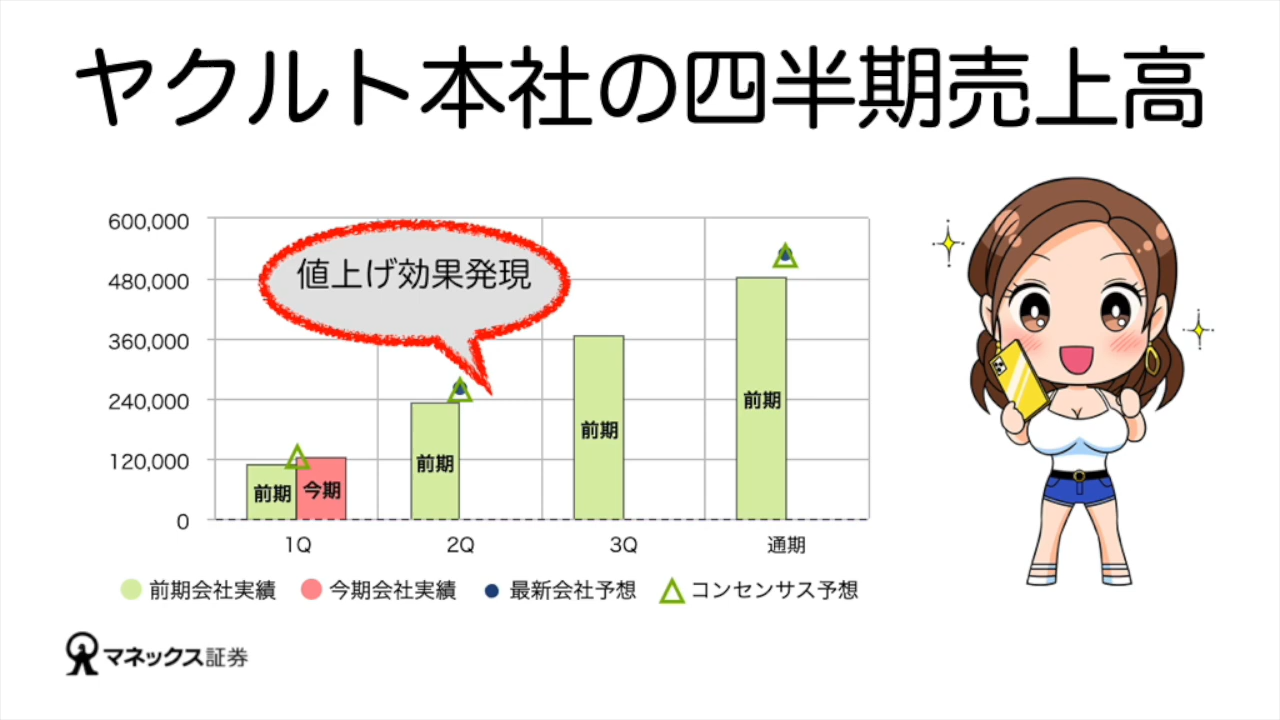 ヤクルト本社の四半期売上高
600,000
480,000
360,000
240,000
120,000
0
値上げ効果発現
前期
今期
前期
前期
前期
1Q
2Q
3Q
通期
前期会社実績
今期会社実績
最新会社予想
コンセンサス予想
マネックス証券